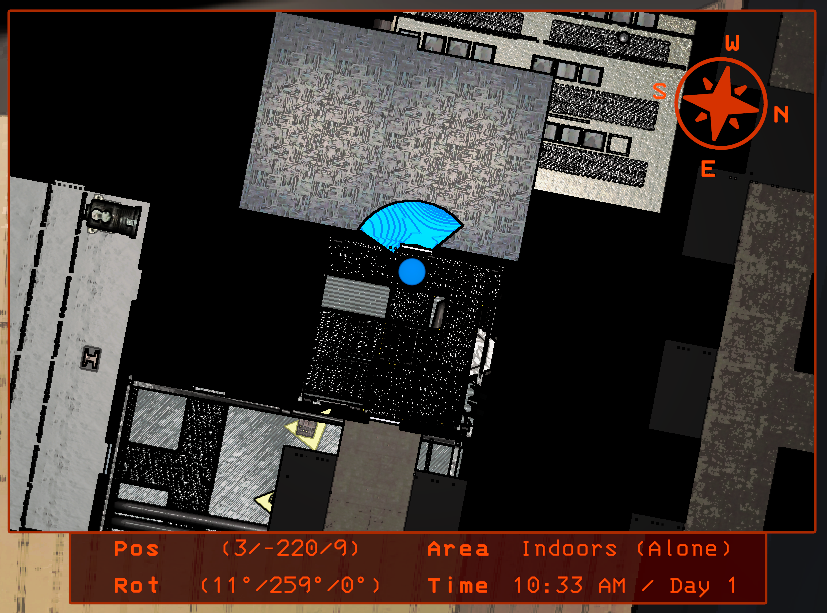 W
S
N
E
Pos (3/-220/9) Area Indoors (Alone)
Rot (11°/259°/0°) Time 10:33 AM / Day 1